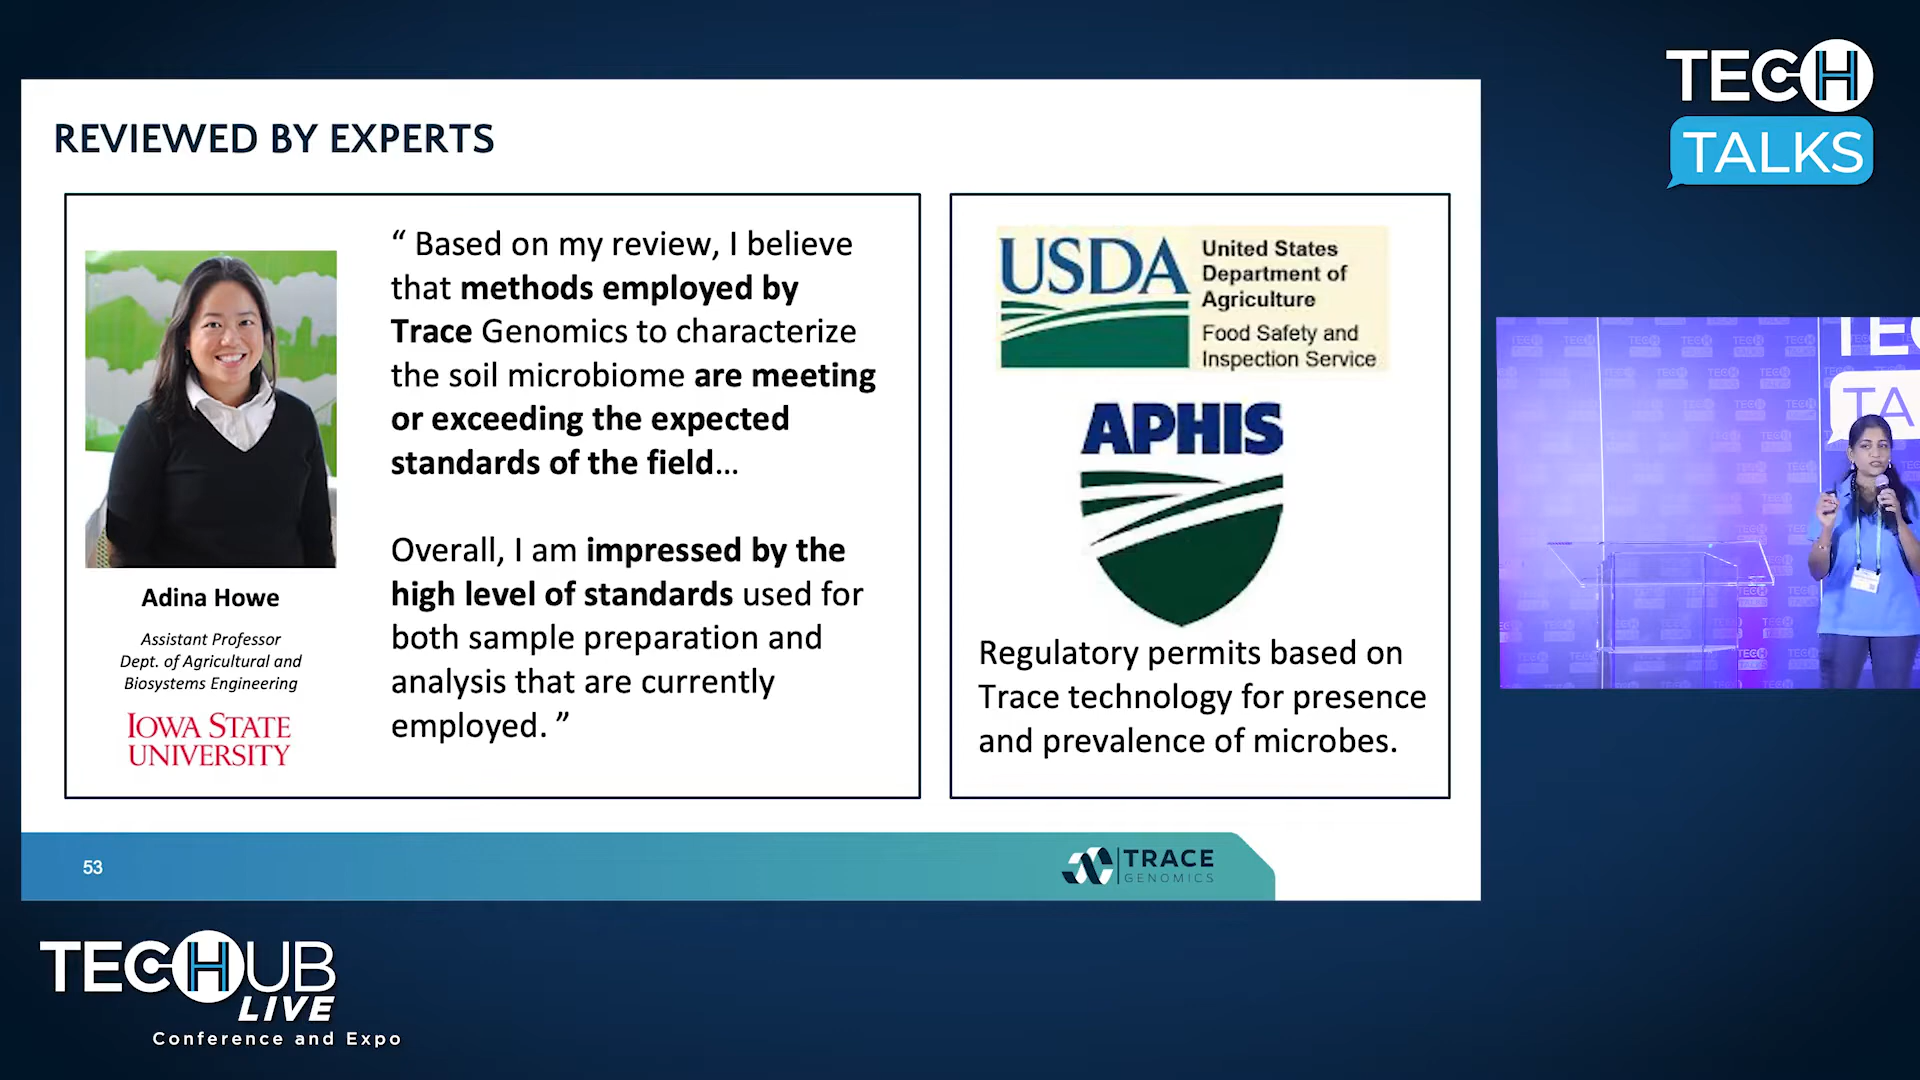 TECH
TALKS
REVIEWED BY EXPERTS
“ Based on my review, I believe
that methods employed by
Trace Genomics to characterize
the soil microbiome are meeting
or exceeding the expected
standards of the field…
Overall, I am impressed by the
high level of standards used for
both sample preparation and
analysis that are currently
employed. ”
Adina Howe
Assistant Professor
Dept. of Agricultural and
Biosystems Engineering
IOWA STATE
UNIVERSITY
USDA
United States
Department of
Agriculture
Food Safety and
Inspection Service
APHIS
Regulatory permits based on
Trace technology for presence
and prevalence of microbes.
53
TRACE
GENOMICS
TE
TA
TECHUB
LIVE
Conference and Expo